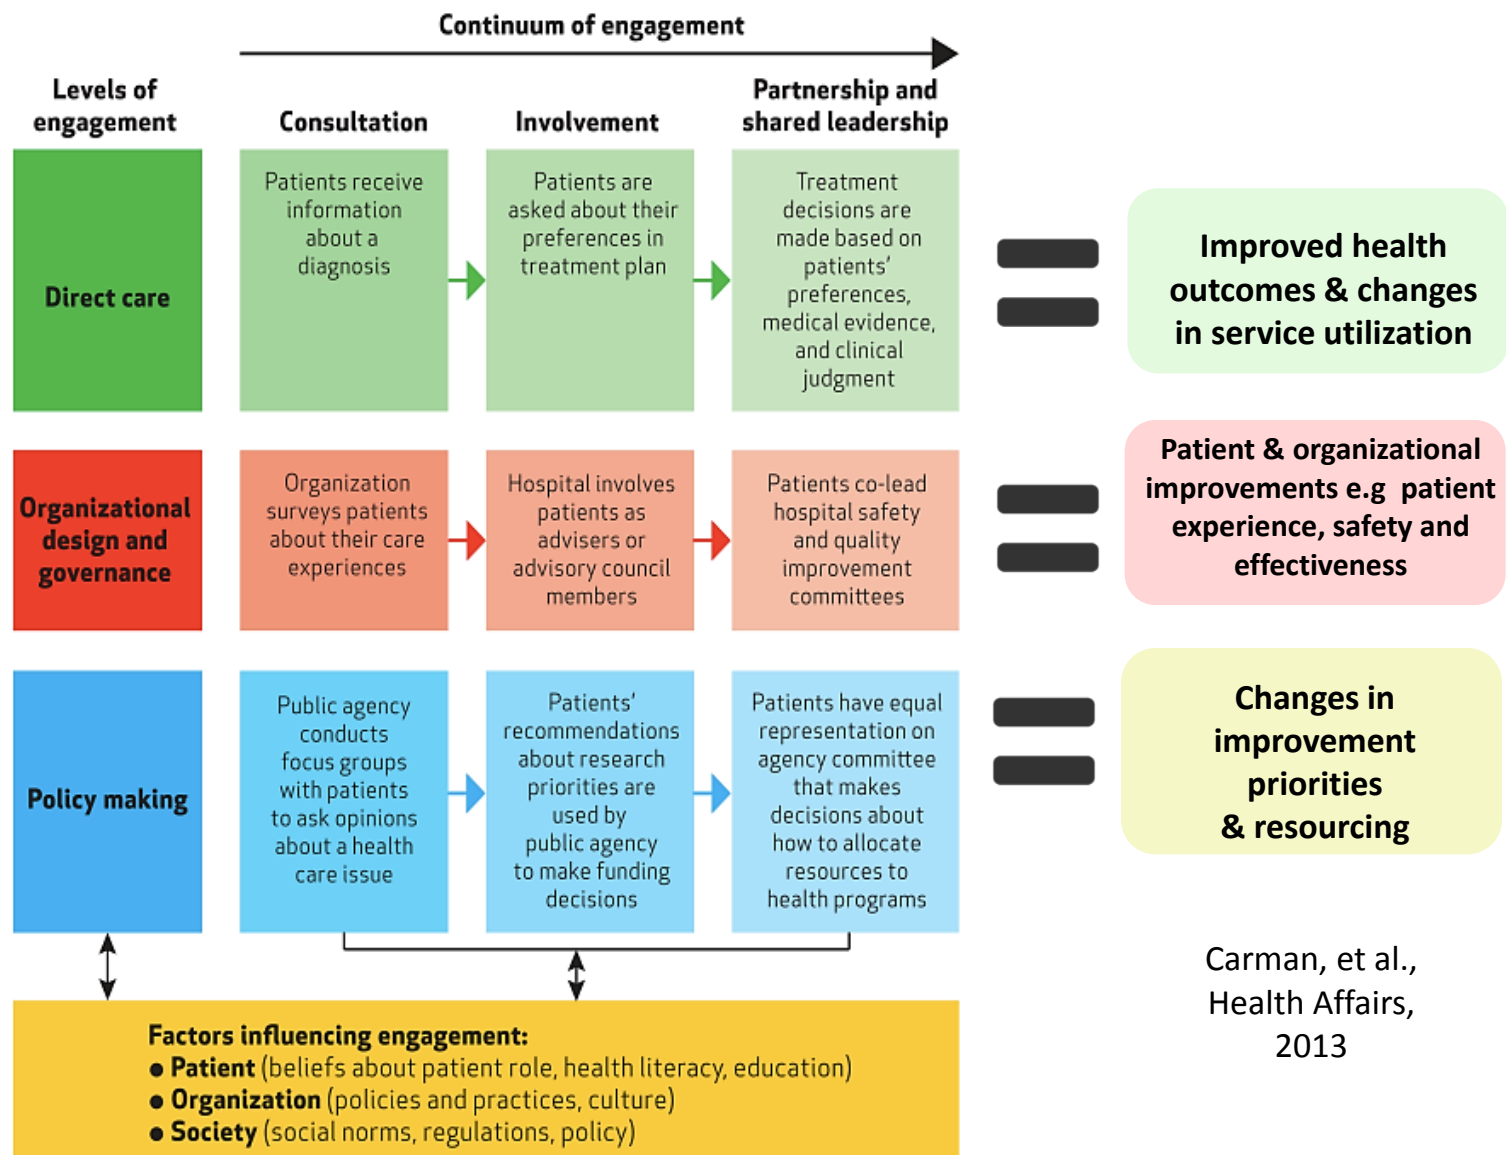 Continuum of engagement
Levels of
engagement
Consultation
Involvement
Partnership and
shared leadership
Direct care
Patients receive
information
about a
diagnosis
Patients are
asked about their
preferences in
treatment plan
Treatment
decisions are
made based on
patients'
preferences,
medical evidence,
and clinical
judgment
Improved health
outcomes & changes
in service utilization
Organizational
design and
governance
Organization
surveys patients
about their care
experiences
Hospital involves
patients as
advisers or
advisory council
members
Patients co-lead
hospital safety
and quality
improvement
committees
Patient & organizational
improvements e.g patient
experience, safety and
effectiveness
Policy making
Public agency
conducts
focus groups
with patients
to ask opinions
about a health
care issue
Patients'
recommendations
about research
priorities are
used by
public agency
to make funding
decisions
Patients have equal
representation on
agency committee
that makes
decisions about
how to allocate
resources to
health programs
Changes in
improvement
priorities
& resourcing
Factors influencing engagement:
● Patient (beliefs about patient role, health literacy, education)
● Organization (policies and practices, culture)
● Society (social norms, regulations, policy)
Carman, et al.,
Health Affairs,
2013